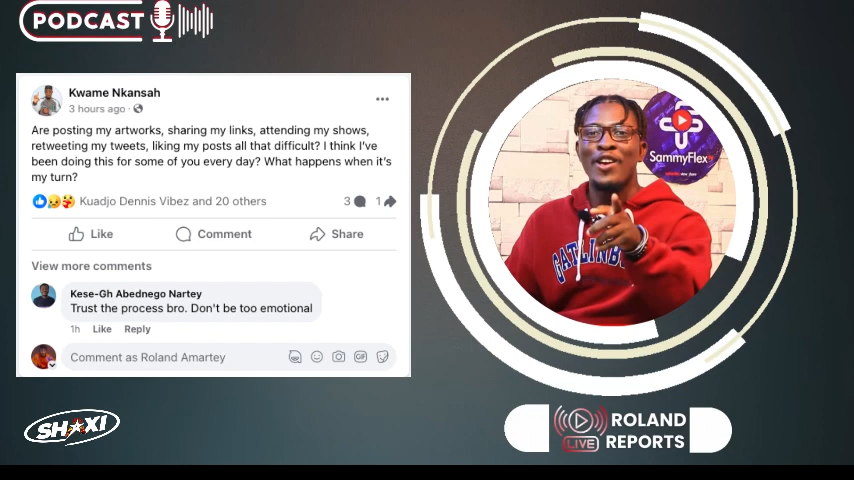 PODCAST
Kwame Nkansah
3 hours ago ·
Are posting my artworks, sharing my links, attending my shows,
retweeting my tweets, liking my posts all that difficult? I think I've
been doing this for some of you every day? What happens when it's
my turn?
Kuadjo Dennis Vibez and 20 others
3
1
Like
Comment
Share
View more comments
Kese-Gh Abednego Nartey
Trust the process bro. Don't be too emotional
1h Like Reply
Comment as Roland Amartey
GIF
SammyFlex
GATLINBU
SHAXI
LIVE
ROLAND
REPORTS